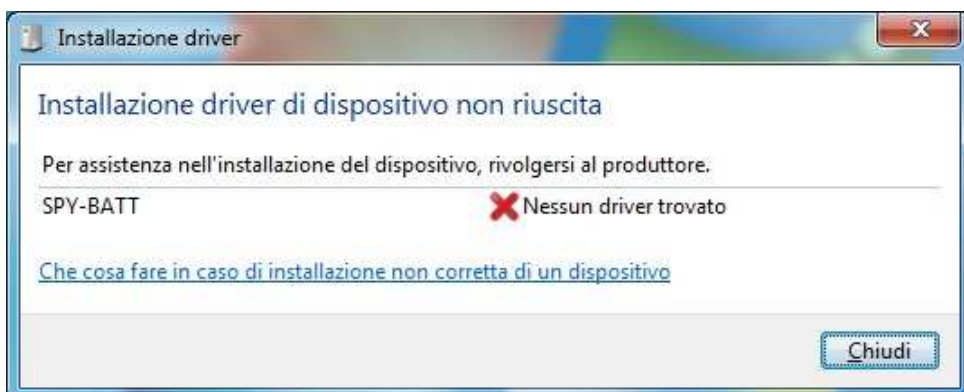 Installazione driver
Installazione driver di dispositivo non riuscita
Per assistenza nell'installazione del dispositivo, rivolgersi al produttore.
SPY-BATT Nessun driver trovato
Che cosa fare in caso di installazione non corretta di un dispositivo
Chiudi